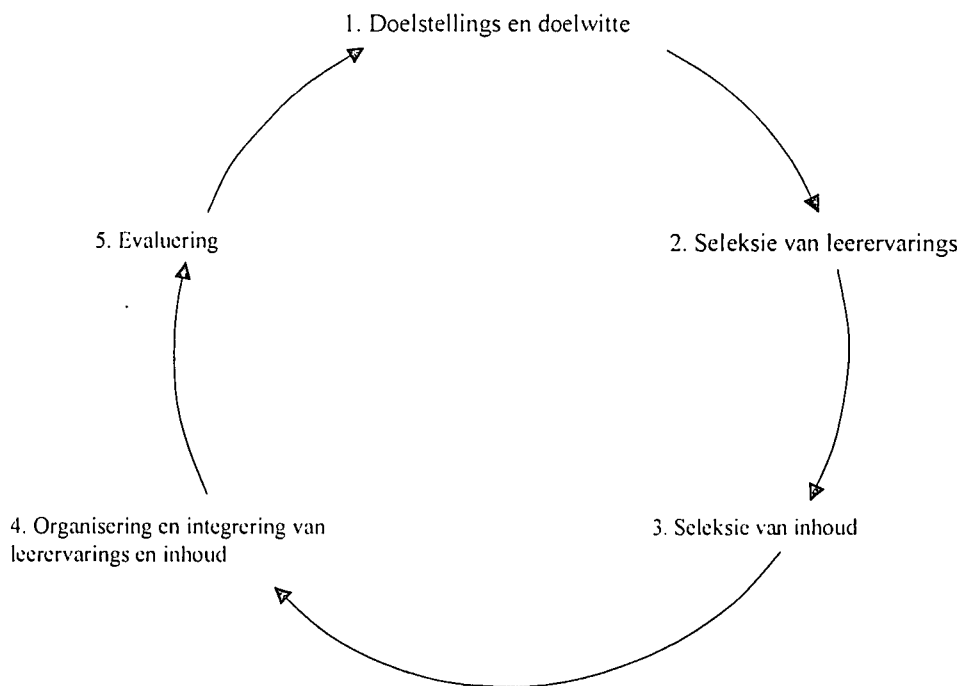 1. Doelstellings en doelwitte
2. Seleksie van leerervarings
3. Seleksie van inhoud
4. Organisering en integrering van
leerervarings en inhoud
5. Evaluering